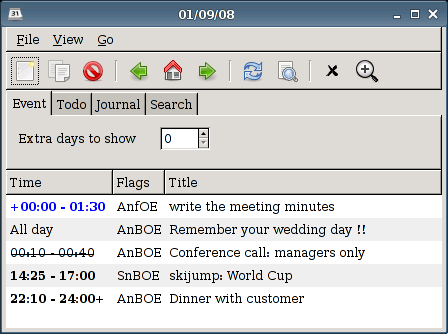 31
01/09/08
File View Go
Event Todo Journal Search
Extra days to show 0
Time Flags Title
+00:00 - 01:30 AnfOE write the meeting minutes
All day AnBOE Remember your wedding day !!
00:10 - 00:40 AnBOE Conference call: managers only
14:25 - 17:00 SnBOE skijump: World Cup
22:10 - 24:00+ AnBOE Dinner with customer